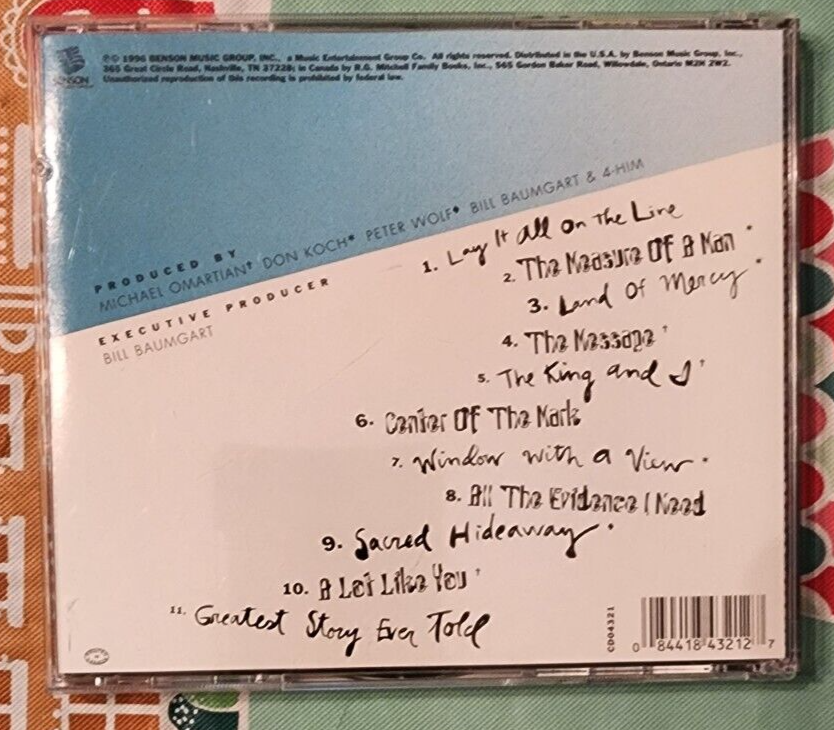 BENSON
℗© 1996 BENSON MUSIC GROUP, INC., a Music Entertainment Group Co. All rights reserved. Distributed in the U.S.A. by Benson Music Group, Inc.,
365 Great Circle Road, Nashville, TN 37228; in Canada by R.G. Mitchell Family Books, Inc., 565 Gordon Baker Road, Willowdale, Ontario M2H 2W2.
Unauthorized reproduction of this recording is prohibited by federal law.
PRODUCED BY
MICHAEL OMARTIAN† DON KOCH* PETER WOLF♦ BILL BAUMGART & 4-HIM
EXECUTIVE PRODUCER
BILL BAUMGART
1. Lay It All On The Line
2. The Measure Of A Man *
3. Land Of Mercy *
4. The Message †
5. The King and I †
6. Center Of The Mark
7. Window with a View *
8. All The Evidence I Need
9. Sacred Hideaway *
10. A Lot Like You †
11. Greatest Story Ever Told
CD04321
0 84418 43212 7